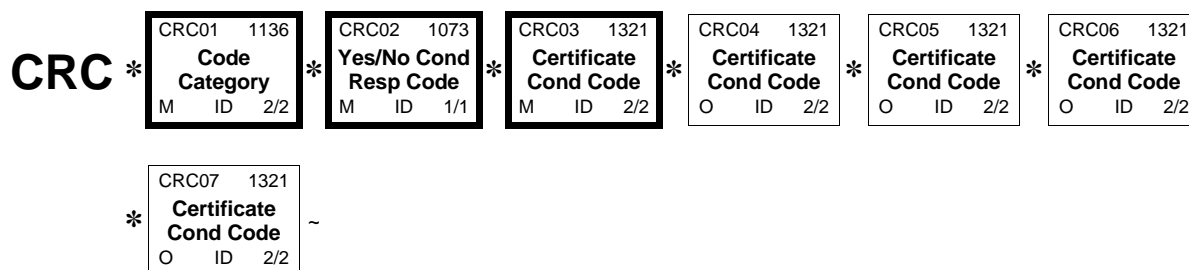 CRC * CRC01 1136 * CRC02 1073 * CRC03 1321 * CRC04 1321 * CRC05 1321 * CRC06 1321
Code Yes/No Cond Certificate Certificate Certificate Certificate
Category Resp Code Cond Code Cond Code Cond Code Cond Code
M ID 2/2 M ID 1/1 M ID 2/2 O ID 2/2 O ID 2/2 O ID 2/2
* CRC07 1321 ~
Certificate
Cond Code
O ID 2/2